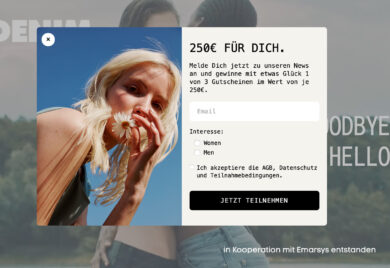 DENIM
250€ FÜR DICH.
Melde Dich jetzt zu unseren News
an und gewinne mit etwas Glück 1
von 3 Gutscheinen im Wert von je
250€.
Email
Interesse:
Women
Men
Ich akzeptiere die AGB, Datenschutz
und Teilnahmebedingungen.
JETZT TEILNEHMEN
OODBYE
HELLO
in Kooperation mit Emarsys entstanden